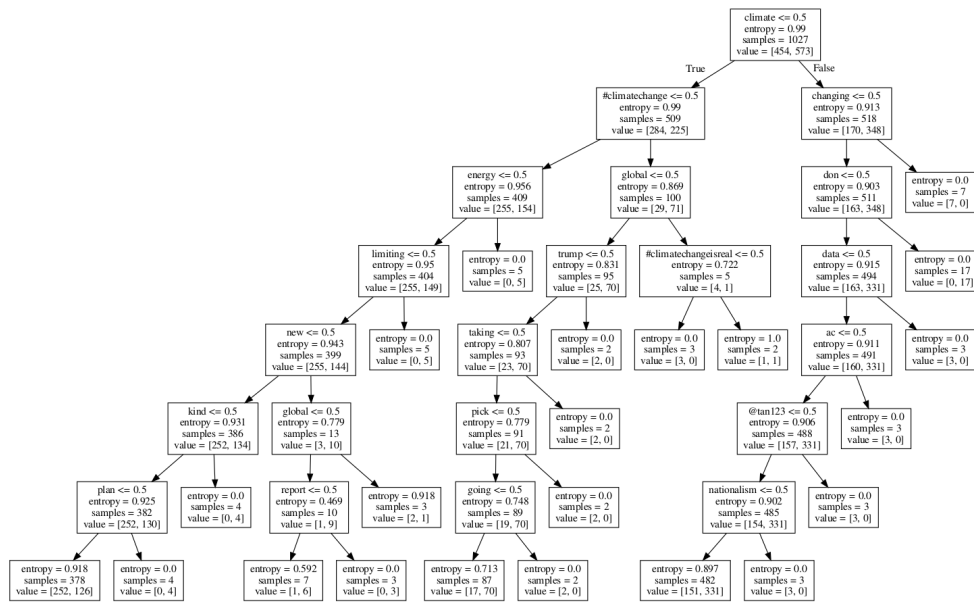 climate <= 0.5
entropy = 0.99
samples = 1027
value = [454, 573]
True
False
#climatechange <= 0.5
entropy = 0.99
samples = 509
value = [284, 225]
changing <= 0.5
entropy = 0.913
samples = 518
value = [170, 348]
energy <= 0.5
entropy = 0.956
samples = 409
value = [255, 154]
global <= 0.5
entropy = 0.869
samples = 100
value = [29, 71]
don <= 0.5
entropy = 0.903
samples = 511
value = [163, 348]
entropy = 0.0
samples = 7
value = [7, 0]
limiting <= 0.5
entropy = 0.95
samples = 404
value = [255, 149]
entropy = 0.0
samples = 5
value = [0, 5]
trump <= 0.5
entropy = 0.831
samples = 95
value = [25, 70]
#climatechangeisreal <= 0.5
entropy = 0.722
samples = 5
value = [4, 1]
data <= 0.5
entropy = 0.915
samples = 494
value = [163, 331]
entropy = 0.0
samples = 17
value = [0, 17]
new <= 0.5
entropy = 0.943
samples = 399
value = [255, 144]
entropy = 0.0
samples = 5
value = [0, 5]
taking <= 0.5
entropy = 0.807
samples = 93
value = [23, 70]
entropy = 0.0
samples = 2
value = [2, 0]
entropy = 0.0
samples = 3
value = [3, 0]
entropy = 1.0
samples = 2
value = [1, 1]
ac <= 0.5
entropy = 0.911
samples = 491
value = [160, 331]
entropy = 0.0
samples = 3
value = [3, 0]
kind <= 0.5
entropy = 0.931
samples = 386
value = [252, 134]
global <= 0.5
entropy = 0.779
samples = 13
value = [3, 10]
pick <= 0.5
entropy = 0.779
samples = 91
value = [21, 70]
entropy = 0.0
samples = 2
value = [2, 0]
@tan123 <= 0.5
entropy = 0.906
samples = 488
value = [157, 331]
entropy = 0.0
samples = 3
value = [3, 0]
plan <= 0.5
entropy = 0.925
samples = 382
value = [252, 130]
entropy = 0.0
samples = 4
value = [0, 4]
report <= 0.5
entropy = 0.469
samples = 10
value = [1, 9]
entropy = 0.918
samples = 3
value = [2, 1]
going <= 0.5
entropy = 0.748
samples = 89
value = [19, 70]
entropy = 0.0
samples = 2
value = [2, 0]
nationalism <= 0.5
entropy = 0.902
samples = 485
value = [154, 331]
entropy = 0.0
samples = 3
value = [3, 0]
entropy = 0.918
samples = 378
value = [252, 126]
entropy = 0.0
samples = 4
value = [0, 4]
entropy = 0.592
samples = 7
value = [1, 6]
entropy = 0.0
samples = 3
value = [0, 3]
entropy = 0.713
samples = 87
value = [17, 70]
entropy = 0.0
samples = 2
value = [2, 0]
entropy = 0.897
samples = 482
value = [151, 331]
entropy = 0.0
samples = 3
value = [3, 0]